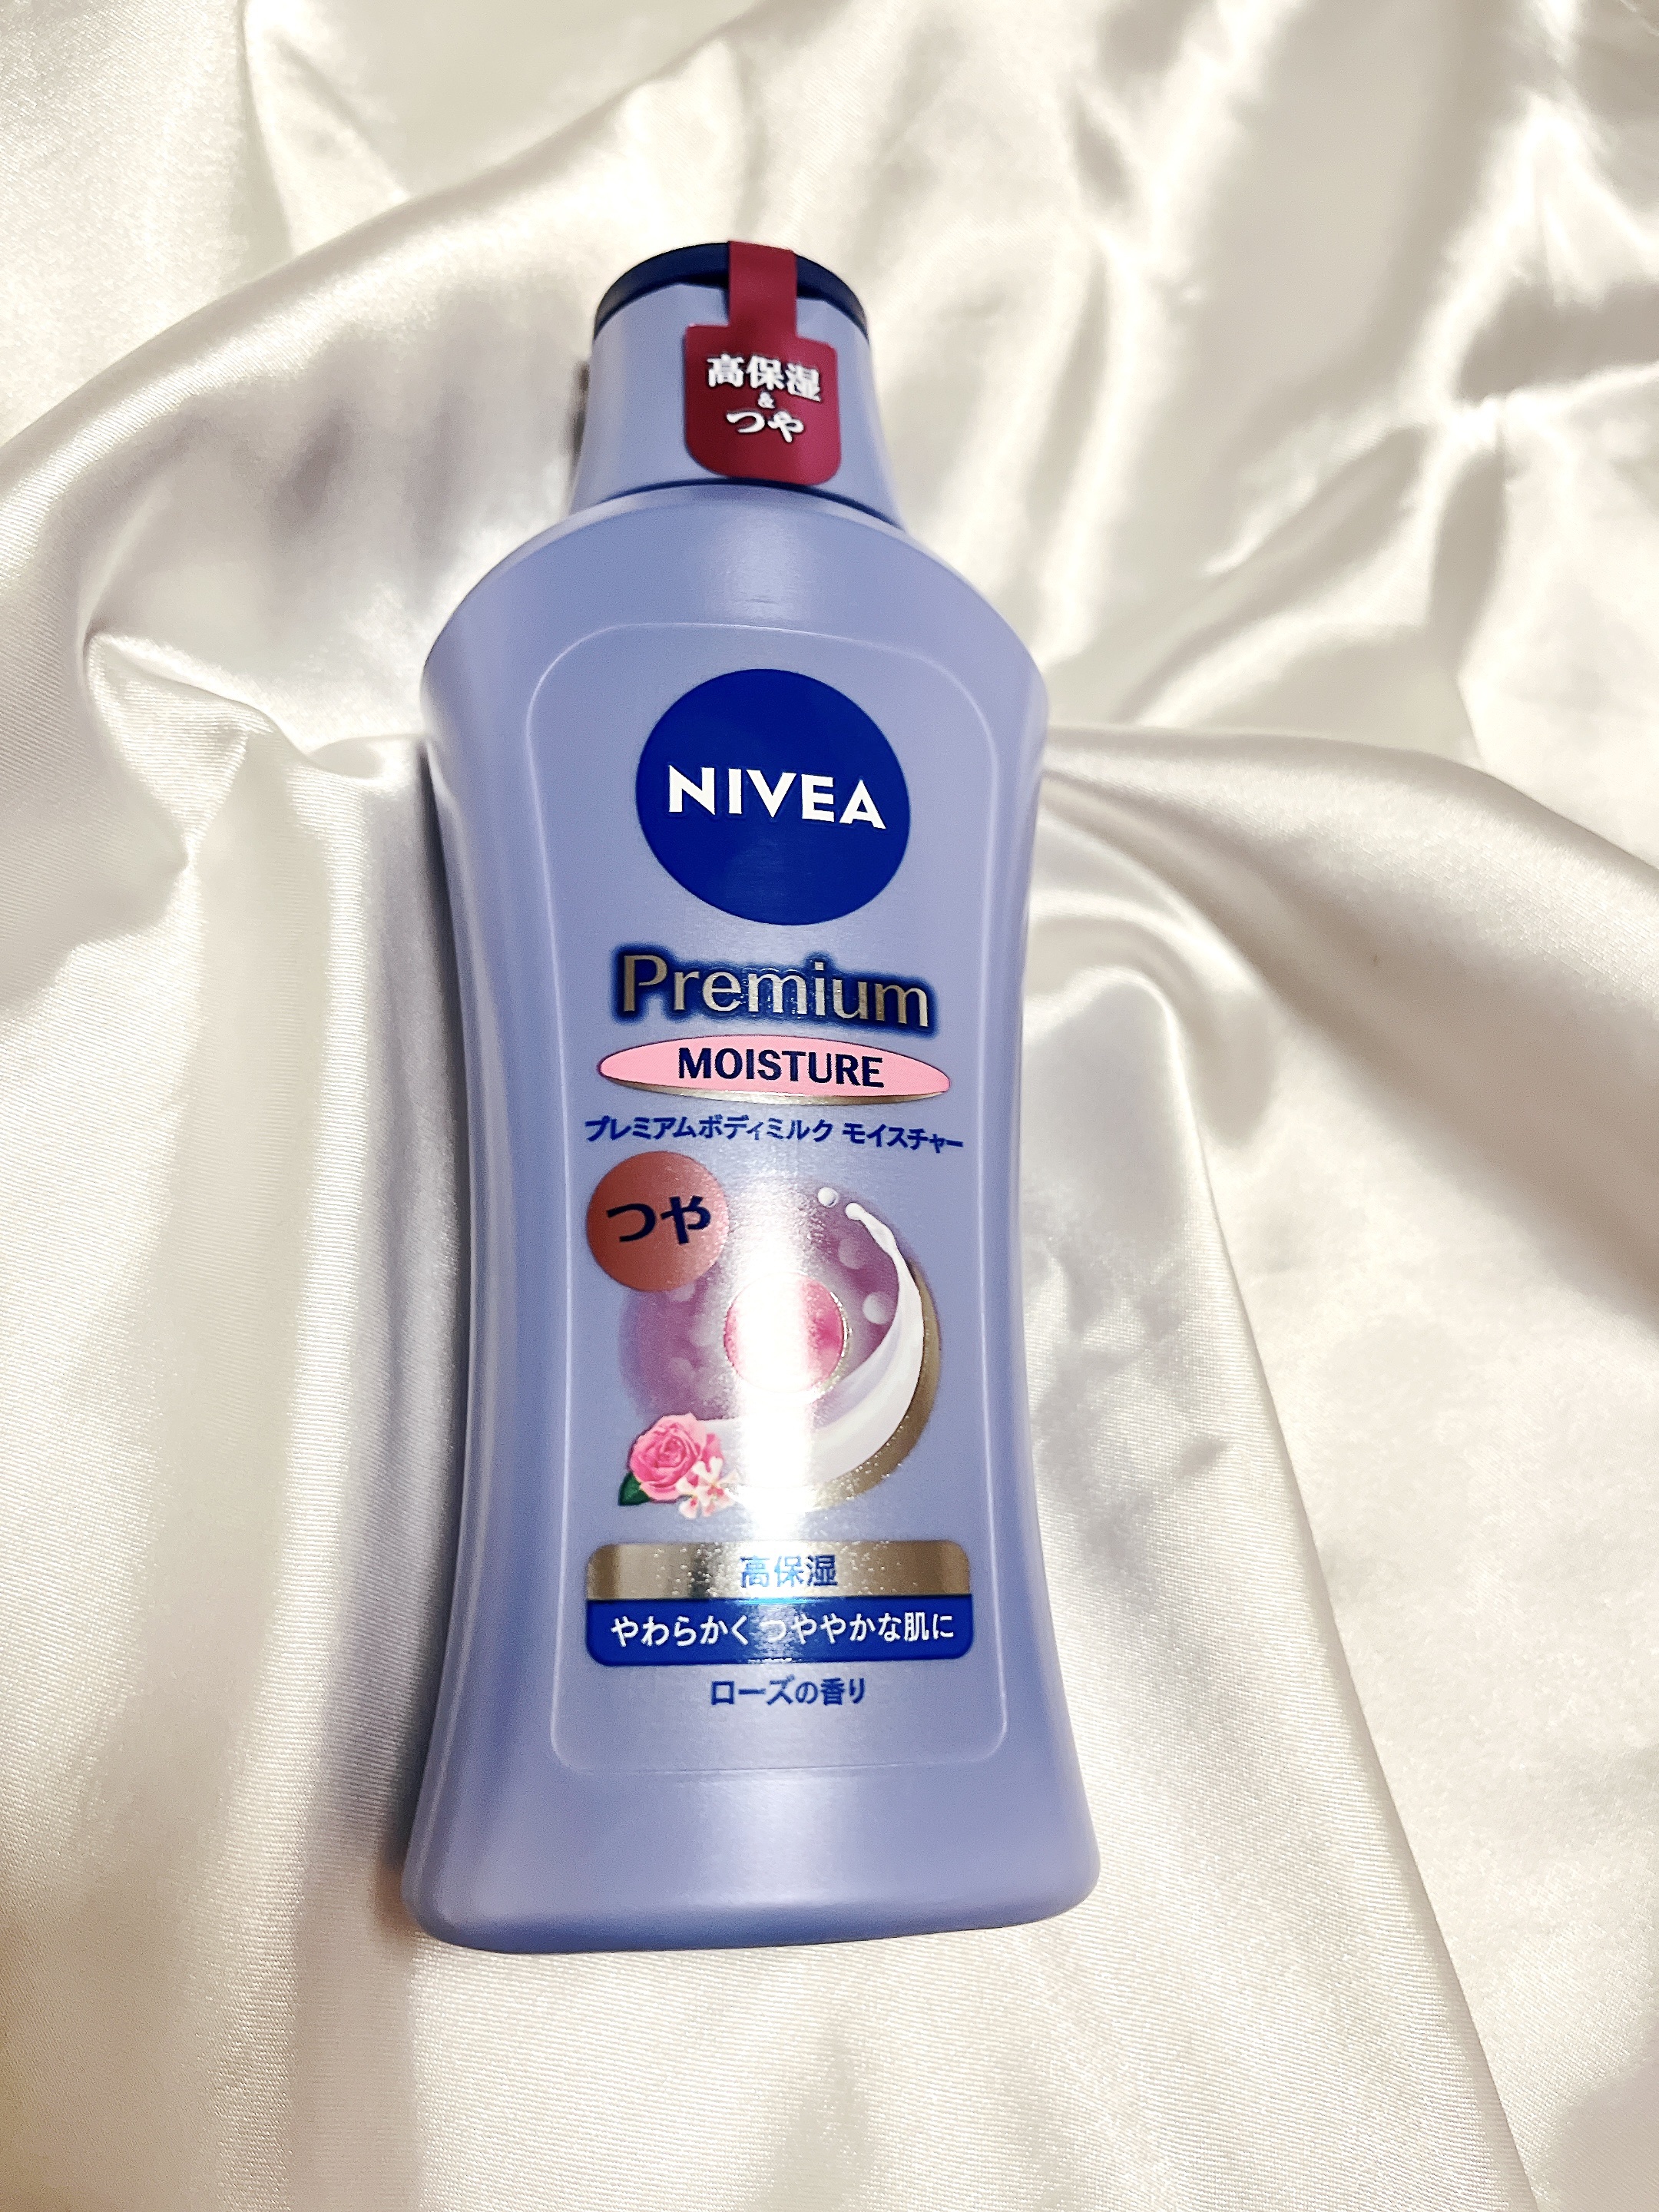 高保湿
&
つや
NIVEA
Premium
MOISTURE
プレミアムボディミルク モイスチャー
つや
高保湿
やわらかく つややかな肌に
ローズの香り